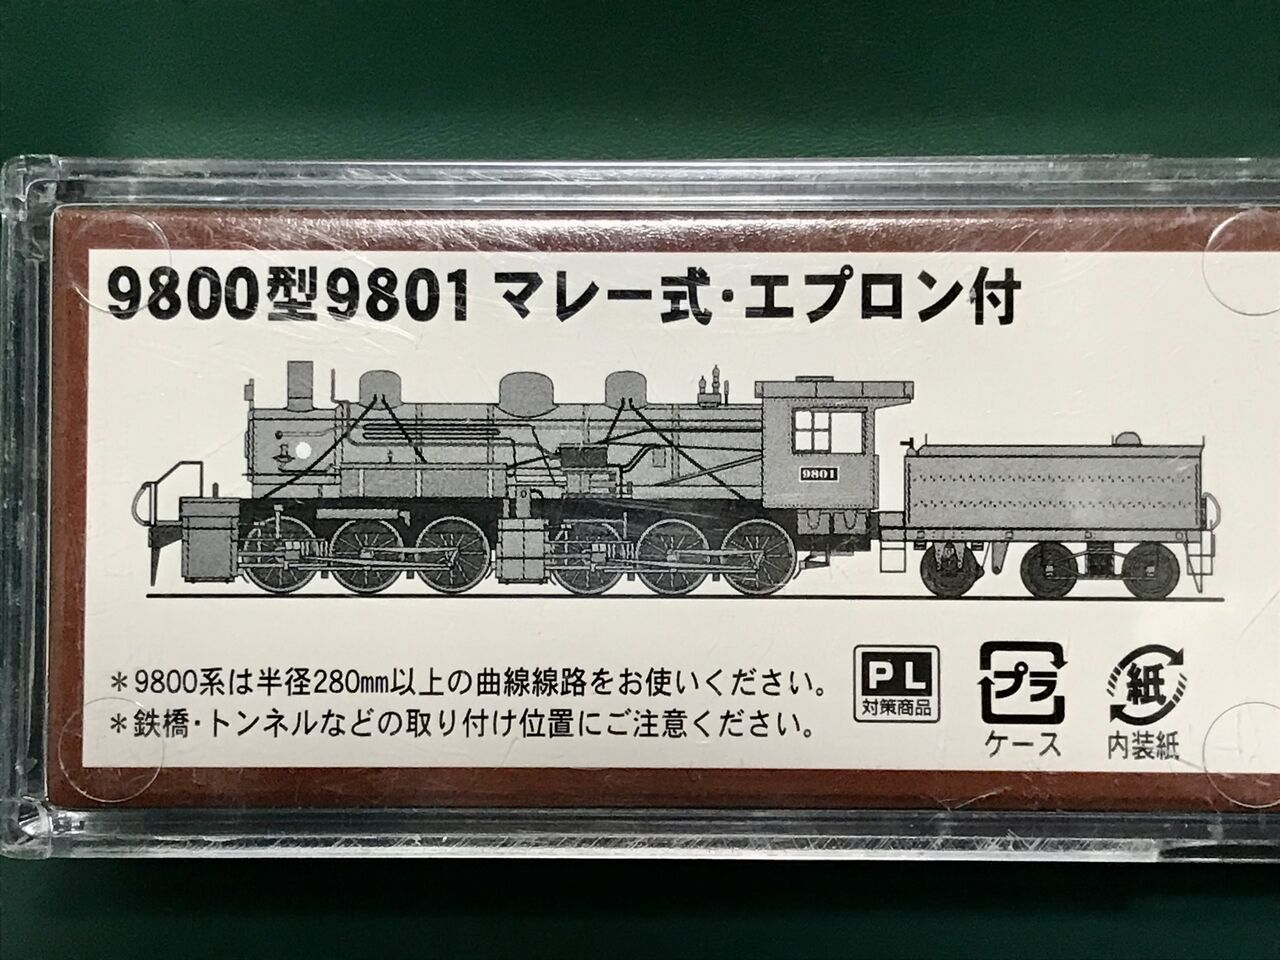 9800型9801 マレー式・エプロン付
9801
*9800系は半径280mm以上の曲線線路をお使いください。
*鉄橋・トンネルなどの取り付け位置にご注意ください。
PL
対策商品
プラ
ケース
紙
内装紙